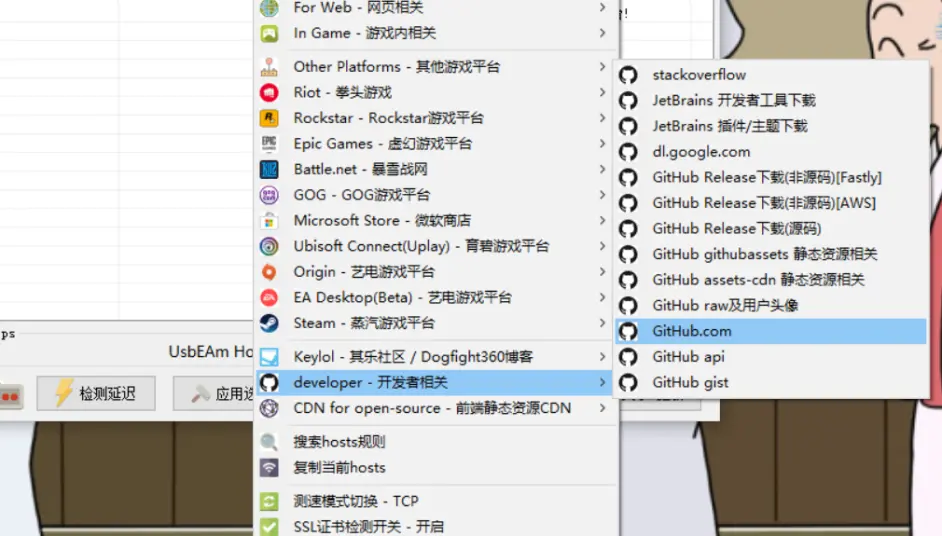 For Web - 网页相关
In Game - 游戏内相关
Other Platforms - 其他游戏平台
Riot - 拳头游戏
Rockstar - Rockstar游戏平台
Epic Games - 虚幻游戏平台
Battle.net - 暴雪战网
GOG - GOG游戏平台
Microsoft Store - 微软商店
Ubisoft Connect(Uplay) - 育碧游戏平台
Origin - 艺电游戏平台
EA Desktop(Beta) - 艺电游戏平台
Steam - 蒸汽游戏平台
Keylol - 其乐社区 / Dogfight360博客
developer - 开发者相关
CDN for open-source - 前端静态资源CDN
搜索hosts规则
复制当前hosts
测速模式切换 - TCP
SSL证书检测开关 - 开启
stackoverflow
JetBrains 开发者工具下载
JetBrains 插件/主题下载
dl.google.com
GitHub Release下载(非源码)[Fastly]
GitHub Release下载(非源码)[AWS]
GitHub Release下载(源码)
GitHub githubassets 静态资源相关
GitHub assets-cdn 静态资源相关
GitHub raw及用户头像
GitHub.com
GitHub api
GitHub gist
ps
UsbEAm Ho
检测延迟
应用